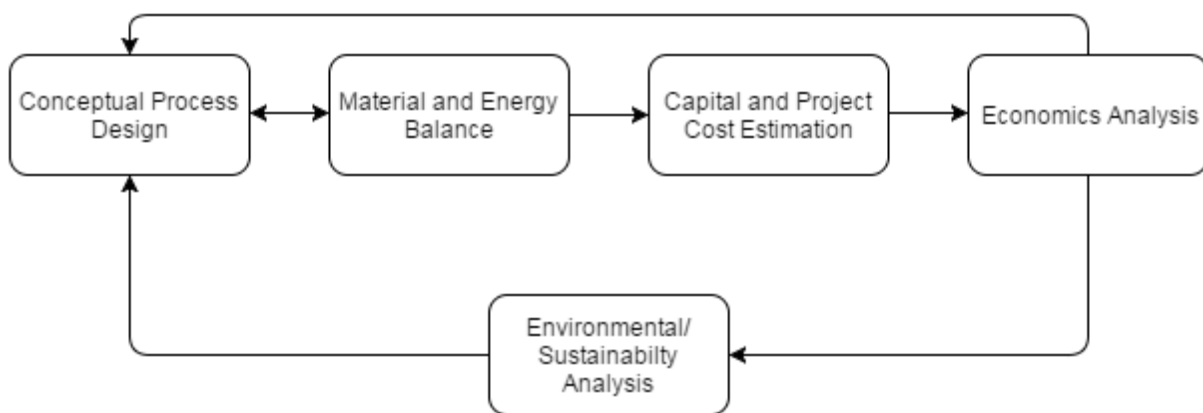 Conceptual Process
Design
Material and Energy
Balance
Capital and Project
Cost Estimation
Economics Analysis
Environmental/
Sustainabilty
Analysis